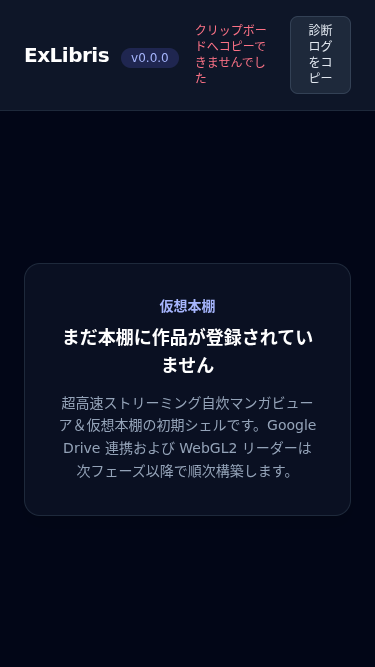 ExLibris
v0.0.0
クリップボー
ドへコピーで
きませんでし
た
診断
ログ
をコ
ピー
仮想本棚
まだ本棚に作品が登録されてい
ません
超高速ストリーミング自炊マンガビュー
ア＆仮想本棚の初期シェルです。Google
Drive 連携および WebGL2 リーダーは
次フェーズ以降で順次構築します。